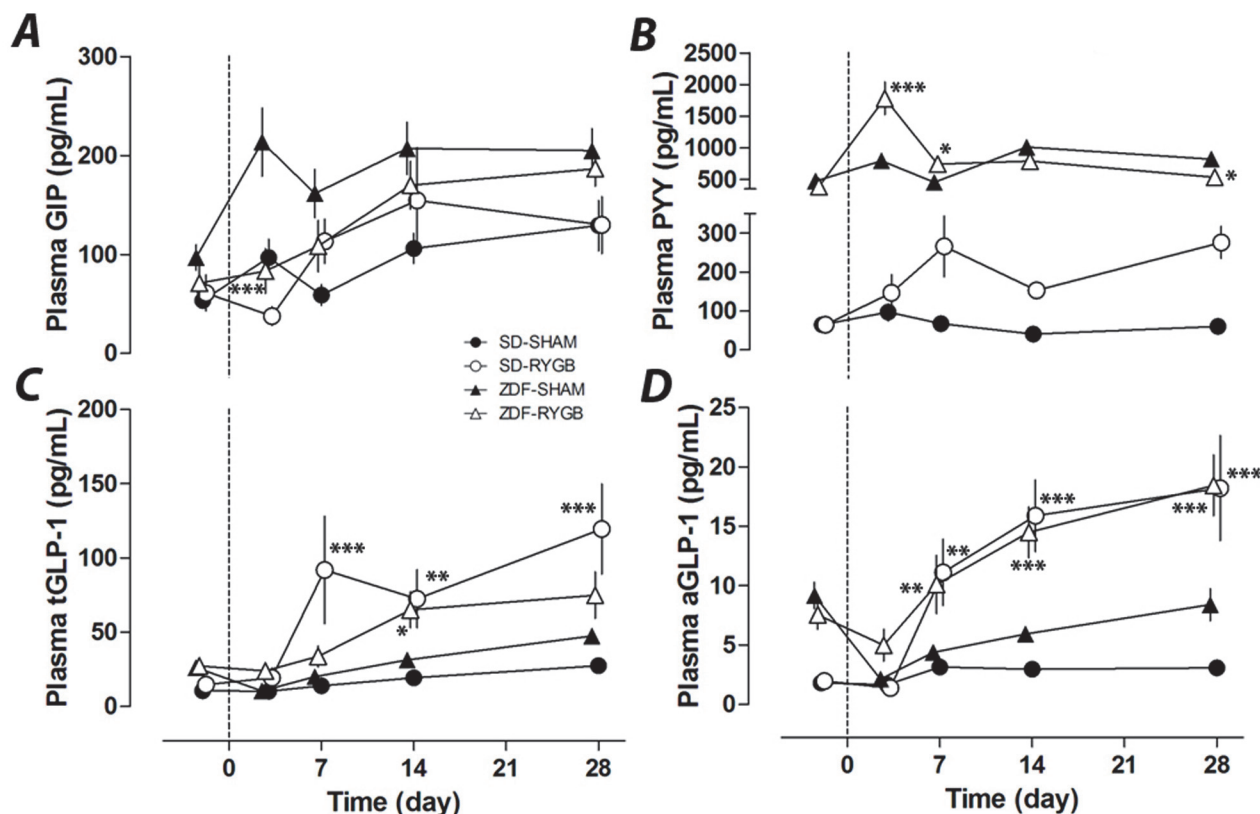 A
Plasma GIP (pg/mL)
300
200
100
0
***
B
Plasma PYY (pg/mL)
2500
2000
1500
1000
500
300
200
100
0
***
*
*
SD-SHAM
SD-RYGB
ZDF-SHAM
ZDF-RYGB
C
Plasma tGLP-1 (pg/mL)
200
150
100
50
0
***
**
*
***
0 7 14 21 28
Time (day)
D
Plasma aGLP-1 (pg/mL)
25
20
15
10
5
0
**
**
***
***
***
***
0 7 14 21 28
Time (day)